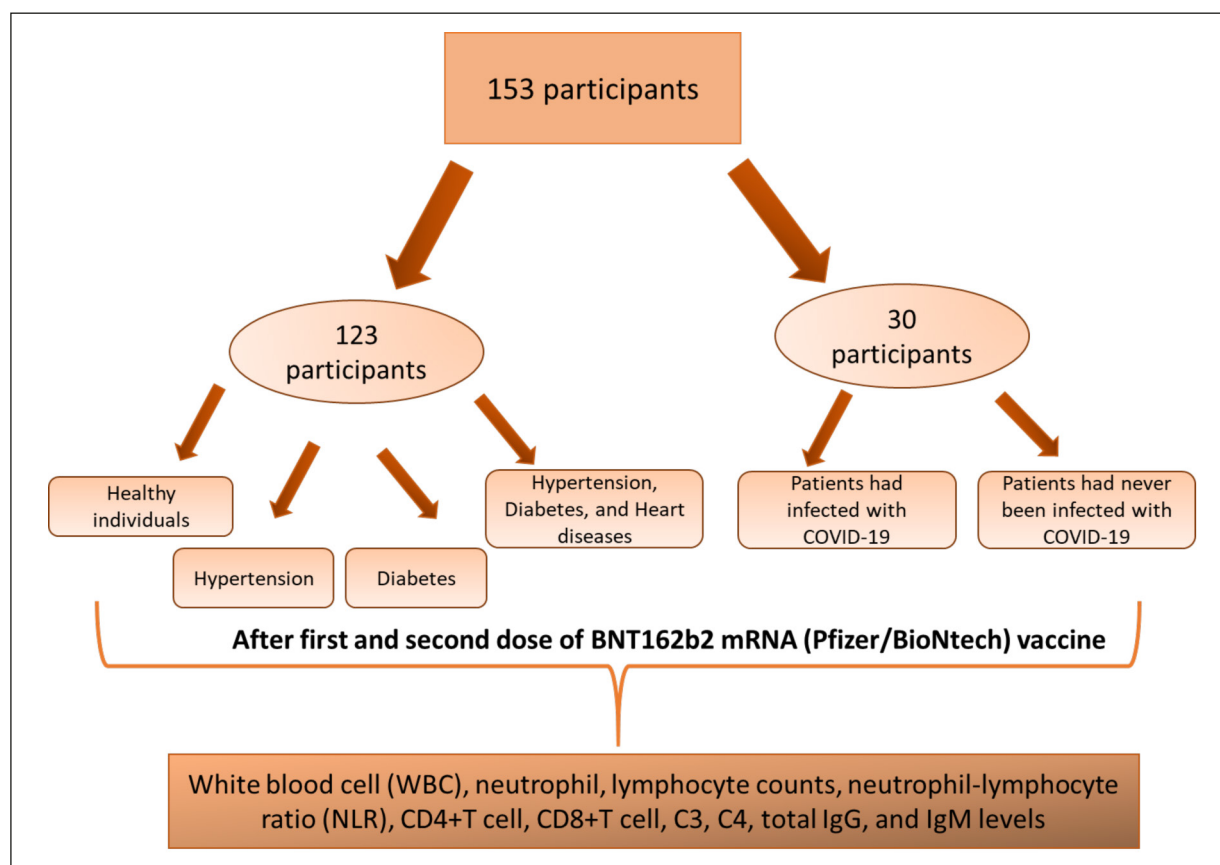 153 participants
123
participants
30
participants
Healthy
individuals
Hypertension
Diabetes
Hypertension,
Diabetes, and Heart
diseases
Patients had
infected with
COVID-19
Patients had never
been infected with
COVID-19
After first and second dose of BNT162b2 mRNA (Pfizer/BioNtech) vaccine
White blood cell (WBC), neutrophil, lymphocyte counts, neutrophil-lymphocyte
ratio (NLR), CD4+T cell, CD8+T cell, C3, C4, total IgG, and IgM levels